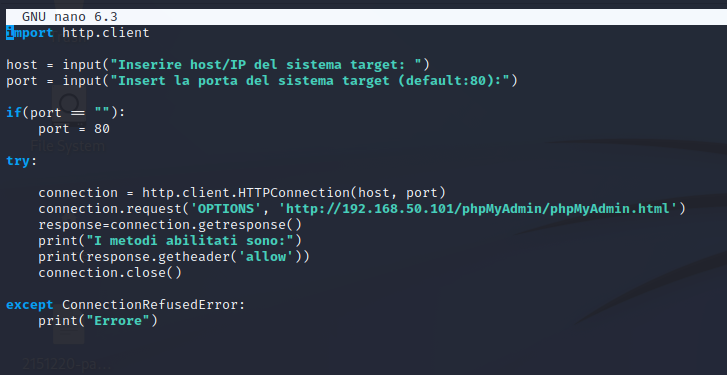 GNU nano 6.3
import http.client
host = input("Inserire host/IP del sistema target: ")
port = input("Insert la porta del sistema target (default:80):")
if(port == ""):
    port = 80
File System
try:
    connection = http.client.HTTPConnection(host, port)
    connection.request('OPTIONS', 'http://192.168.50.101/phpMyAdmin/phpMyAdmin.html')
    response=connection.getresponse()
    print("I metodi abilitati sono:")
    print(response.getheader('allow'))
    connection.close()
except ConnectionRefusedError:
    print("Errore")